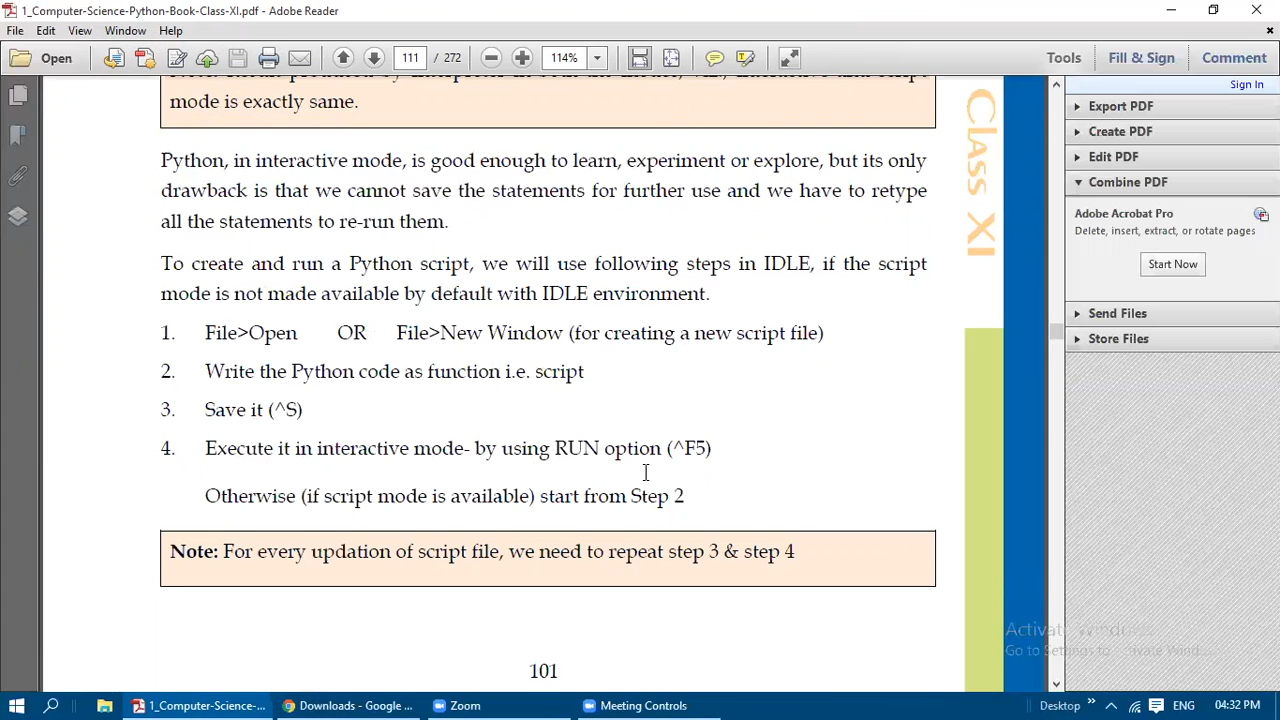 1_Computer-Science-Python-Book-Class-XI.pdf - Adobe Reader
File Edit View Window Help
Open 111 / 272 114% Tools Fill & Sign Comment
Sign In
mode is exactly same.
Python, in interactive mode, is good enough to learn, experiment or explore, but its only
drawback is that we cannot save the statements for further use and we have to retype
all the statements to re-run them.
To create and run a Python script, we will use following steps in IDLE, if the script
mode is not made available by default with IDLE environment.
1. File>Open OR File>New Window (for creating a new script file)
2. Write the Python code as function i.e. script
3. Save it (^S)
4. Execute it in interactive mode- by using RUN option (^F5)
Otherwise (if script mode is available) start from Step 2
Note: For every updation of script file, we need to repeat step 3 & step 4
101
Class XI
Export PDF
Create PDF
Edit PDF
Combine PDF
Adobe Acrobat Pro
Delete, insert, extract, or rotate pages
Start Now
Send Files
Store Files
Activate Windows
Go to Settings to Activate Wind...
1_Computer-Science-... Downloads - Google ... Zoom Meeting Controls Desktop ENG 04:32 PM